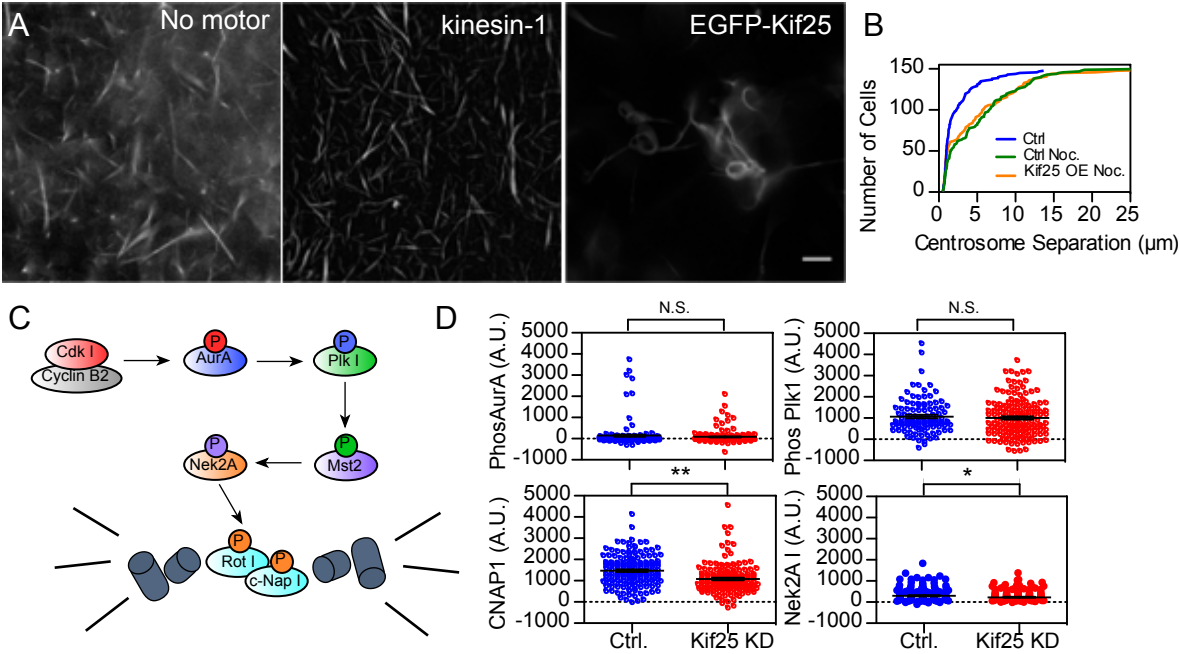 A
No motor
kinesin-1
EGFP-Kif25
B
Number of Cells
150
100
50
0
Ctrl
Ctrl Noc.
Kif25 OE Noc.
0 5 10 15 20 25
Centrosome Separation (µm)
C
Cdk I
Cyclin B2
P
AurA
P
Plk I
P
Nek2A
P
Mst2
P
Rot I
P
c-Nap I
D
N.S.
PhosAurA (A.U.)
5000
4000
3000
2000
1000
0
-1000
N.S.
Phos Plk1 (A.U.)
5000
4000
3000
2000
1000
0
-1000
**
CNAP1 (A.U.)
5000
4000
3000
2000
1000
0
-1000
Ctrl. Kif25 KD
*
Nek2A I (A.U.)
5000
4000
3000
2000
1000
0
-1000
Ctrl. Kif25 KD